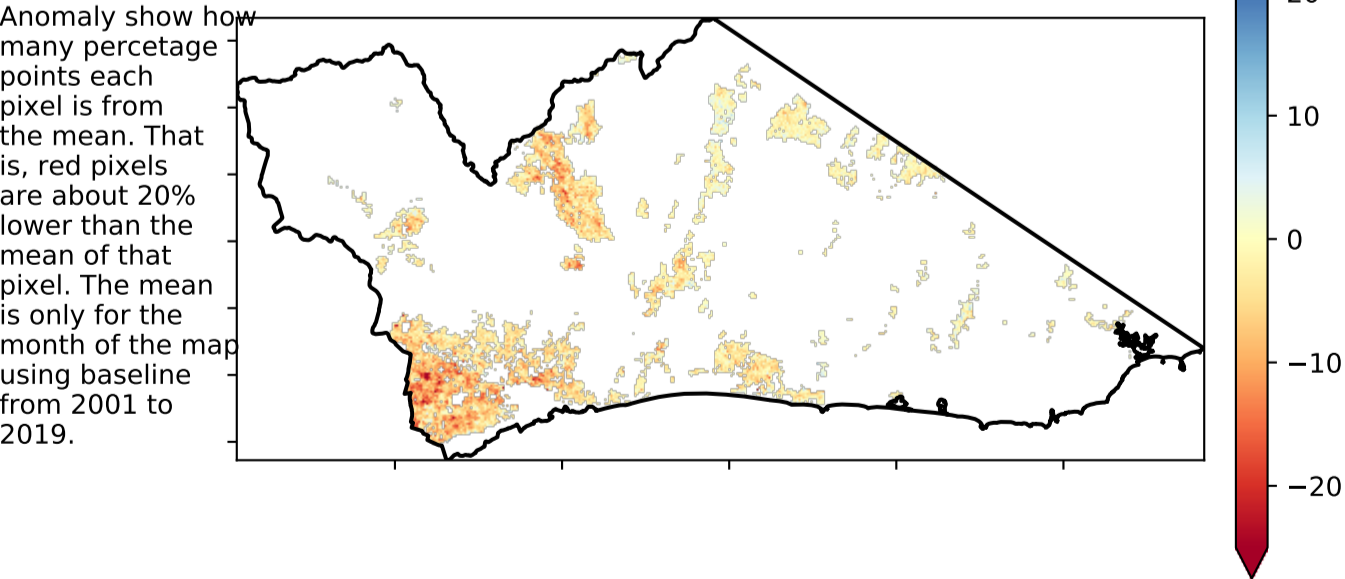 Anomaly show how
many percetage
points each
pixel is from
the mean. That
is, red pixels
are about 20%
lower than the
mean of that
pixel. The mean
is only for the
month of the map
using baseline
from 2001 to
2019.
10
0
−10
−20